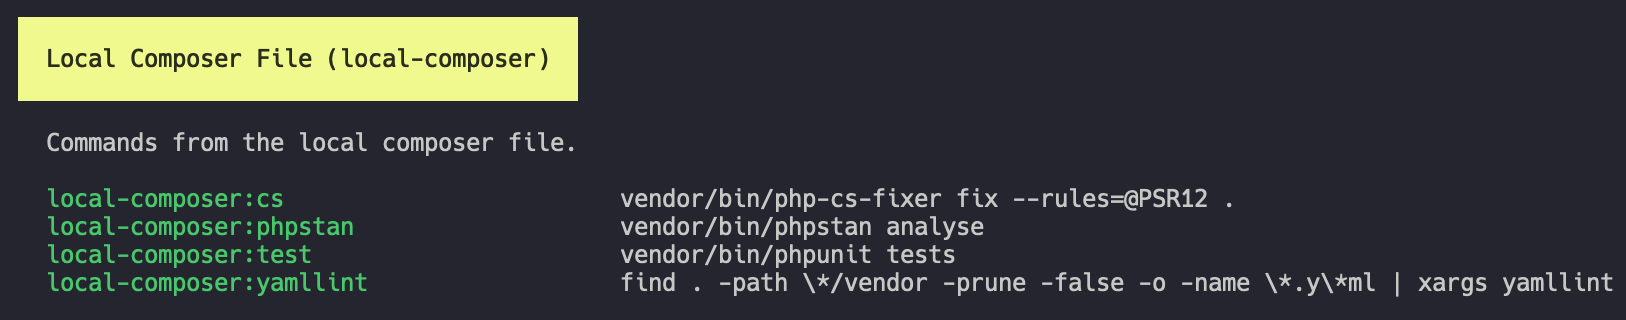 Local Composer File (local-composer)
Commands from the local composer file.
local-composer:cs vendor/bin/php-cs-fixer fix --rules=@PSR12 .
local-composer:phpstan vendor/bin/phpstan analyse
local-composer:test vendor/bin/phpunit tests
local-composer:yamllint find . -path \*/vendor -prune -false -o -name \*.y\*ml | xargs yamllint